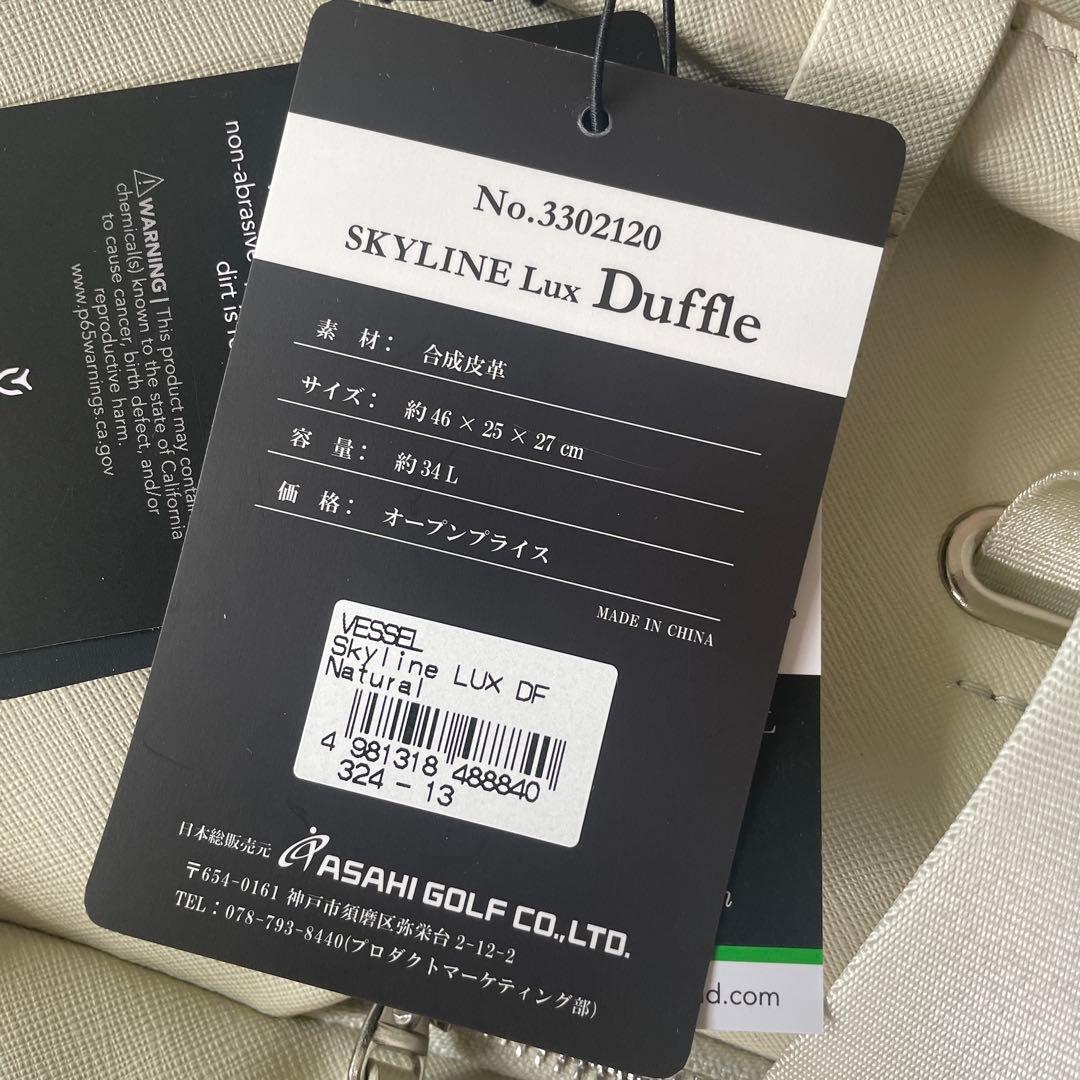 No.3302120
SKYLINE Lux Duffle
素 材： 合成皮革
サイズ： 約46 × 25 × 27 cm
容 量： 約34 L
価 格： オープンプライス
MADE IN CHINA
VESSEL
Skyline LUX DF
Natural
4 981318 488840
324 - 13
日本総販売元 ASAHI GOLF CO.,LTD.
〒654-0161 神戸市須磨区弥栄台 2-12-2
TEL：078-793-8440(プロダクトマーケティング部)
non-abrasive
dirt is
⚠WARNING | This product may contain
chemical(s) known to the state of California
to cause cancer, birth defect, and/or
reproductive harm.
www.p65warnings.ca.gov
d.com